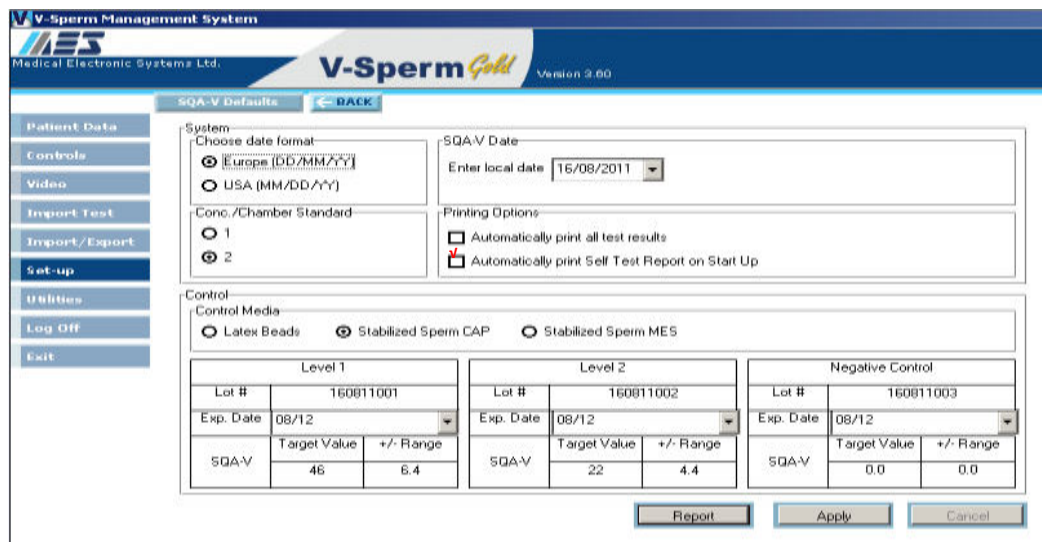 V-Sperm Management System
MES
Medical Electronic Systems Ltd.
V-Sperm Gold Version 3.60
SQA-V Defaults
← BACK
Patient Data
Controls
Video
Import Test
Import/Export
Set-up
Utilities
Log Off
Exit
System
Choose date format
Europe (DD/MM/YY)
USA (MM/DD/YY)
SQA-V Date
Enter local date 16/08/2011
Conc./Chamber Standard
1
2
Printing Options
Automatically print all test results
Automatically print Self Test Report on Start Up
Control
Control Media
Latex Beads Stabilized Sperm CAP Stabilized Sperm MES
Level 1 Level 2 Negative Control
Lot # 160811001 Lot # 160811002 Lot # 160811003
Exp. Date 08/12 Exp. Date 08/12 Exp. Date 08/12
SQA-V Target Value +/- Range SQA-V Target Value +/- Range SQA-V Target Value +/- Range
46 6.4 22 4.4 0.0 0.0
Report Apply Cancel